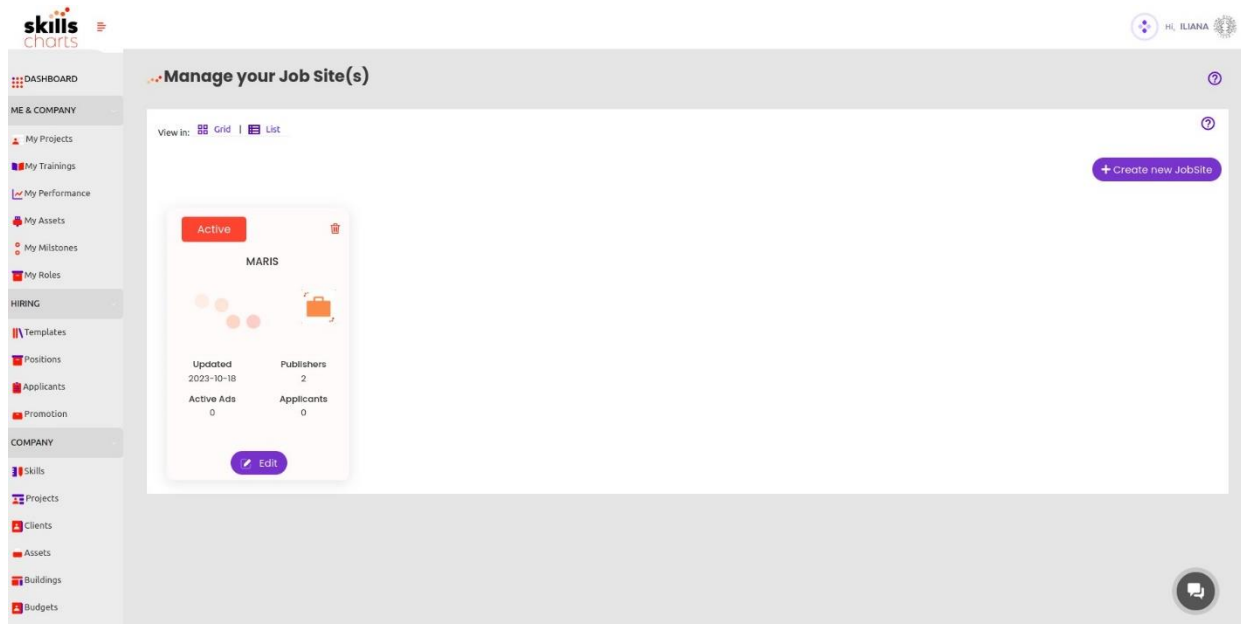 skills
charts
Hi, ILIANA
DASHBOARD
ME & COMPANY
My Projects
My Trainings
My Performance
My Assets
My Milstones
My Roles
HIRING
Templates
Positions
Applicants
Promotion
COMPANY
Skills
Projects
Clients
Assets
Buildings
Budgets
Manage your Job Site(s)
View in: Grid | List
+ Create new JobSite
Active
MARIS
Updated Publishers
2023-10-18 2
Active Ads Applicants
0 0
Edit